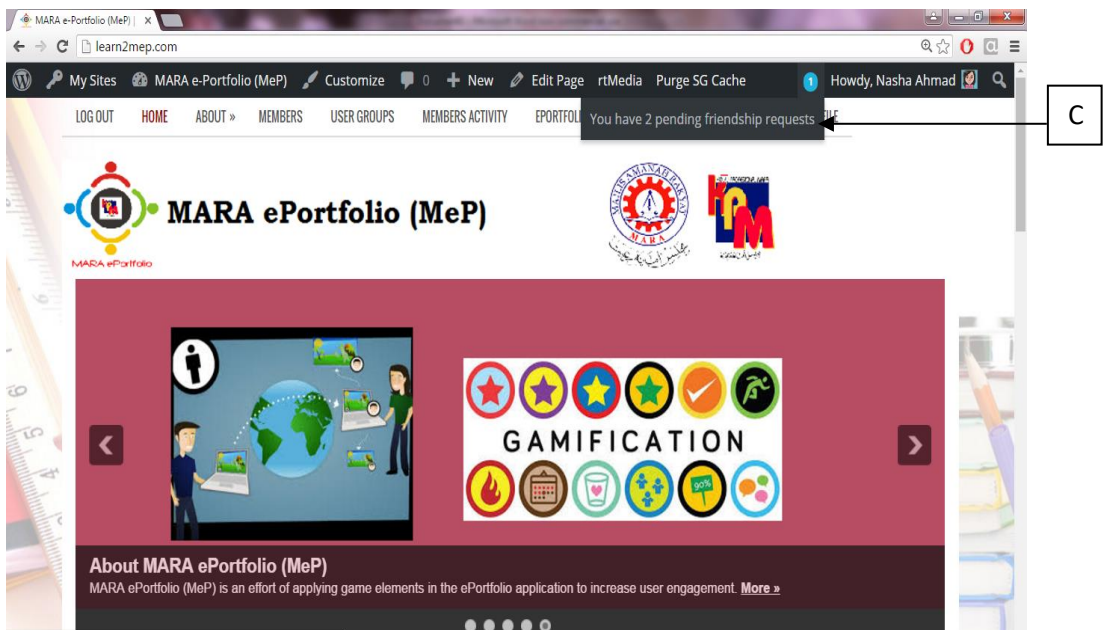 MARA e-Portfolio (MeP) |
learn2mep.com
My Sites MARA e-Portfolio (MeP) Customize 0 + New Edit Page rtMedia Purge SG Cache 1 Howdy, Nasha Ahmad
LOG OUT HOME ABOUT » MEMBERS USER GROUPS MEMBERS ACTIVITY
You have 2 pending friendship requests
C
MARA ePortfolio (MeP)
MARA ePortfolio
MARA
KPM
GAMIFICATION
90%
About MARA ePortfolio (MeP)
MARA ePortfolio (MeP) is an effort of applying game elements in the ePortfolio application to increase user engagement. More »